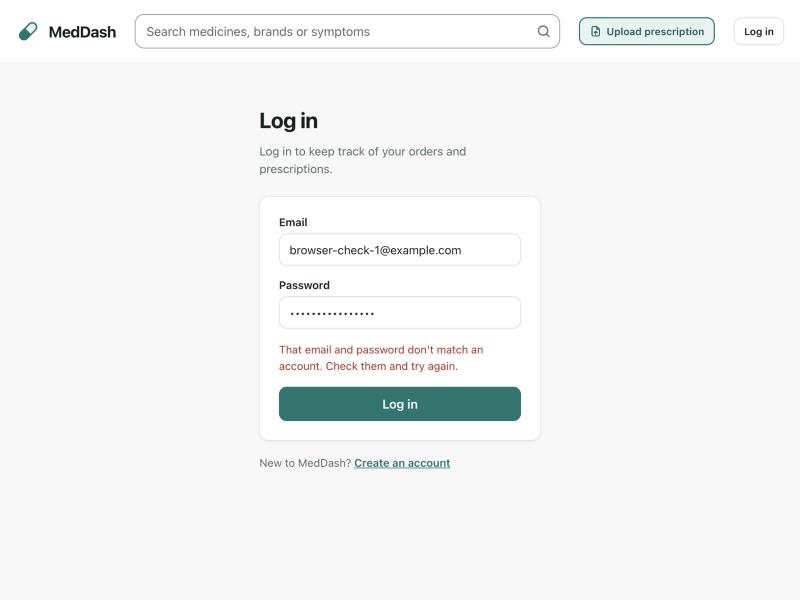 MedDash
Search medicines, brands or symptoms
Upload prescription
Log in
Log in
Log in to keep track of your orders and
prescriptions.
Email
browser-check-1@example.com
Password
••••••••••••••••
That email and password don't match an
account. Check them and try again.
Log in
New to MedDash? Create an account